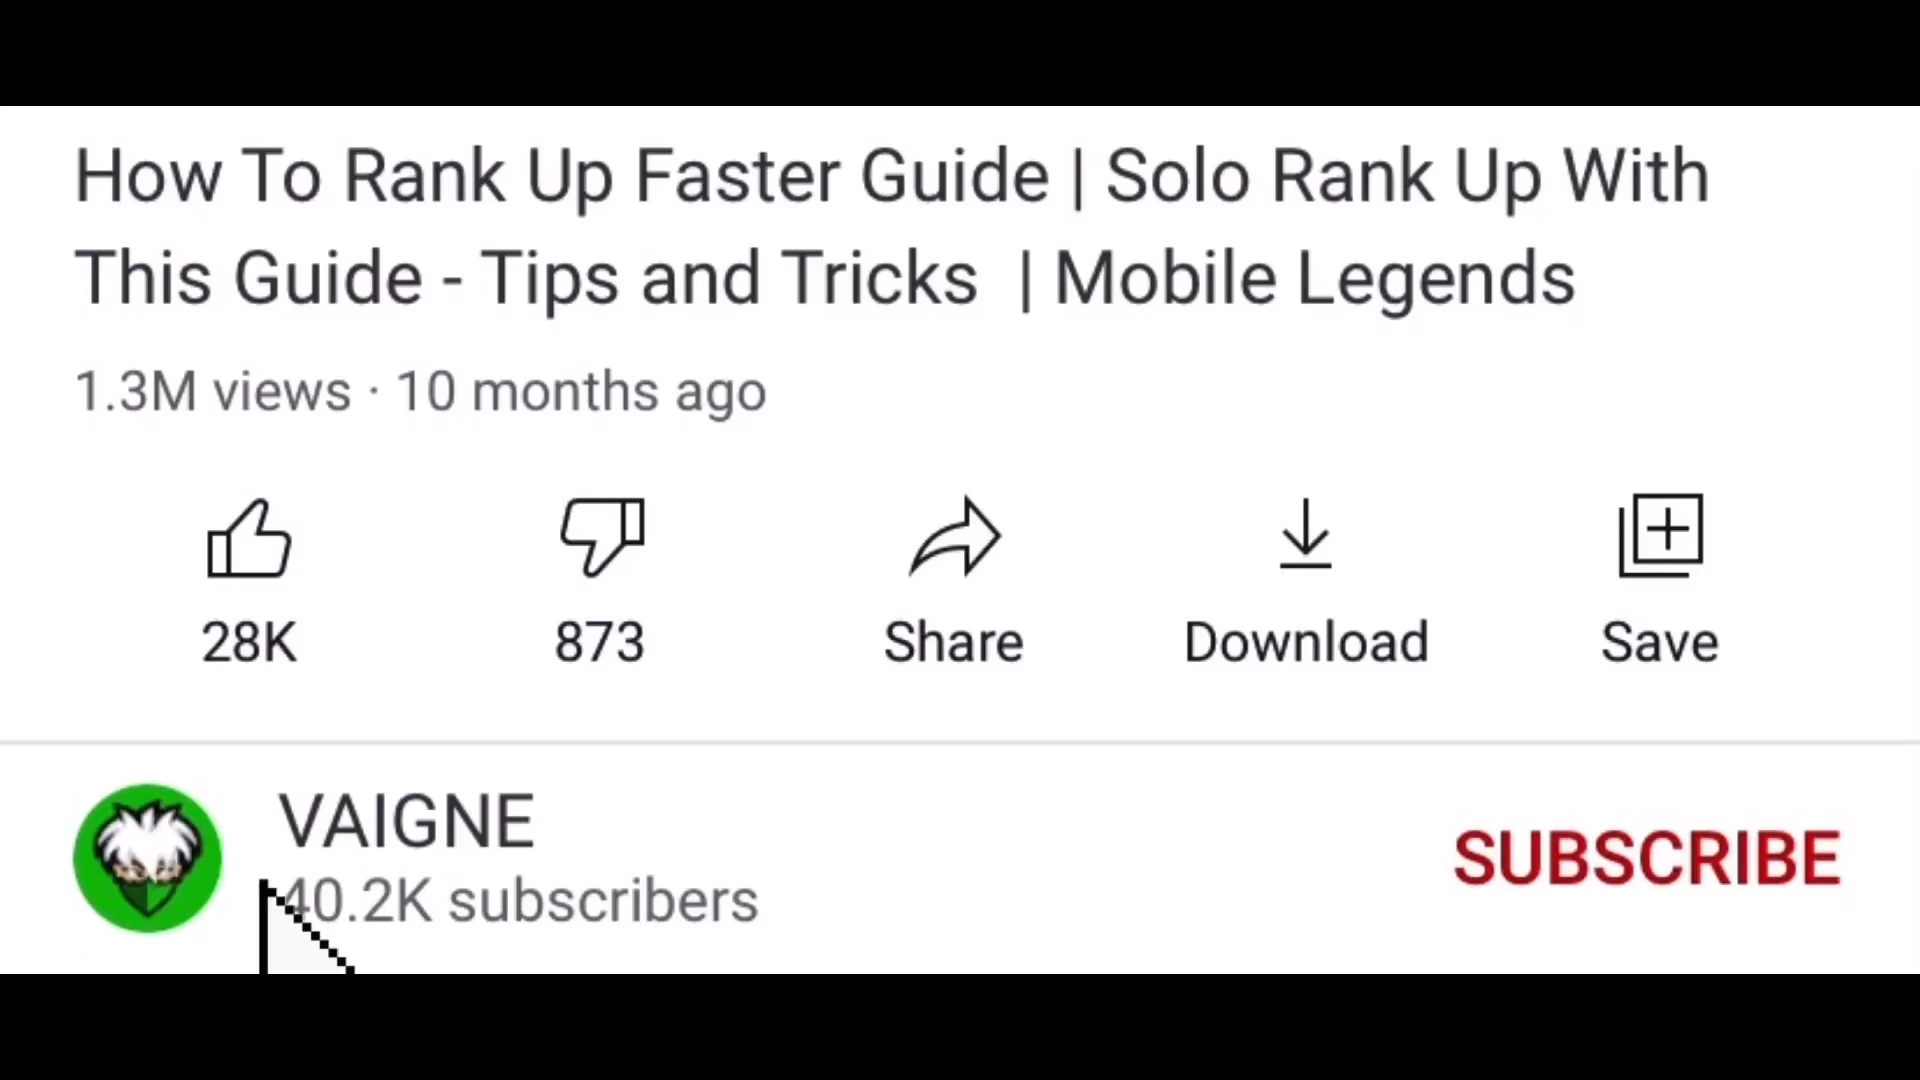 How To Rank Up Faster Guide | Solo Rank Up With
This Guide - Tips and Tricks | Mobile Legends
1.3M views · 10 months ago
28K 873 Share Download Save
VAIGNE
40.2K subscribers
SUBSCRIBE